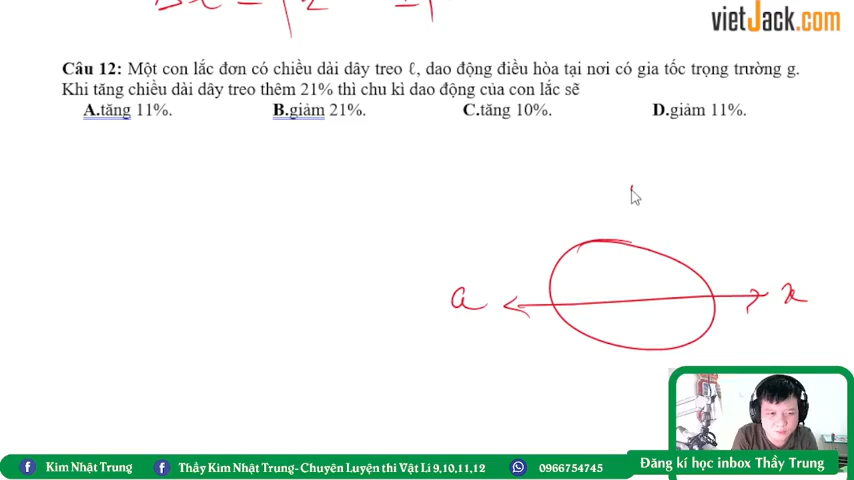 vietJack.com
Câu 12: Một con lắc đơn có chiều dài dây treo ℓ, dao động điều hòa tại nơi có gia tốc trọng trường g.
Khi tăng chiều dài dây treo thêm 21% thì chu kì dao động của con lắc sẽ
A.tăng 11%. B.giảm 21%. C.tăng 10%. D.giảm 11%.
a x
Kim Nhật Trung Thầy Kim Nhật Trung- Chuyên Luyện thi Vật Lí 9,10,11,12 0966754745 Đăng kí học inbox Thầy Trung